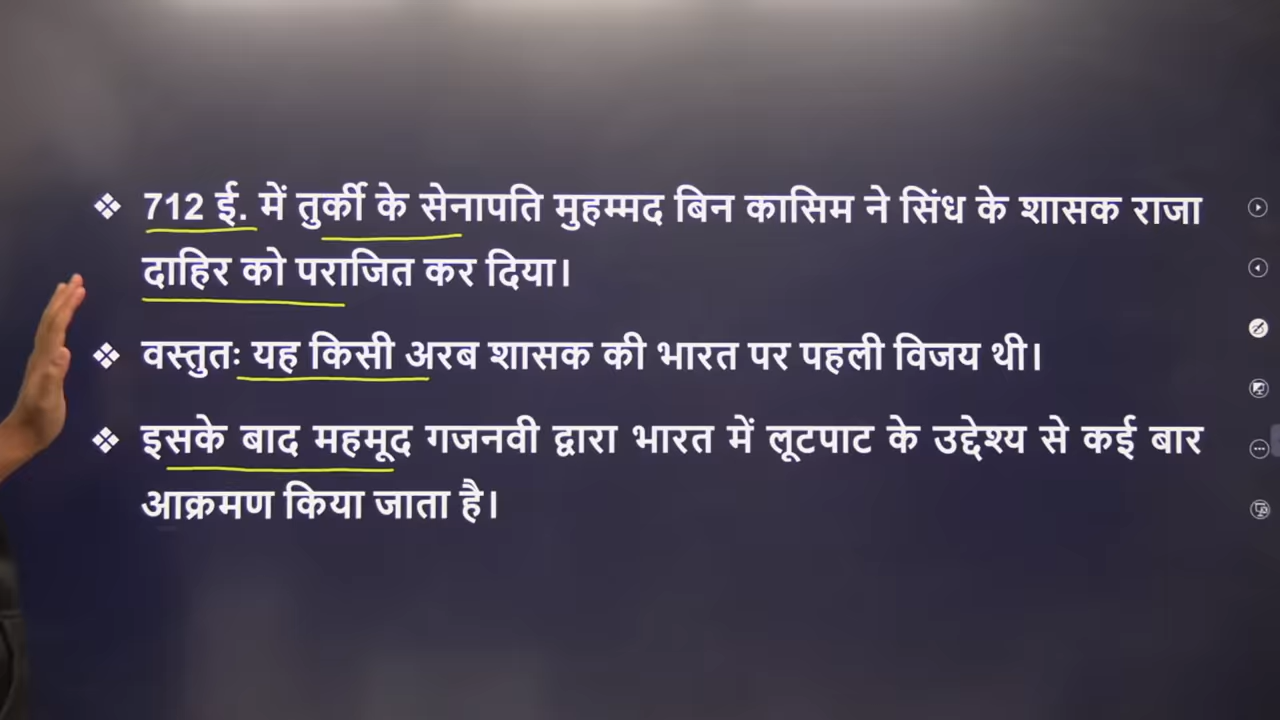 ❖ 712 ई. में तुर्की के सेनापति मुहम्मद बिन कासिम ने सिंध के शासक राजा
दाहिर को पराजित कर दिया।
❖ वस्तुतः यह किसी अरब शासक की भारत पर पहली विजय थी।
❖ इसके बाद महमूद गजनवी द्वारा भारत में लूटपाट के उद्देश्य से कई बार
आक्रमण किया जाता है।